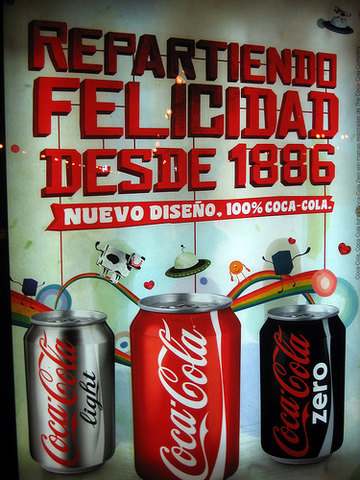 REPARTIENDO
FELICIDAD
DESDE 1886
NUEVO DISEÑO, 100% COCA-COLA.
Coca-Cola light
Coca-Cola
Coca-Cola zero